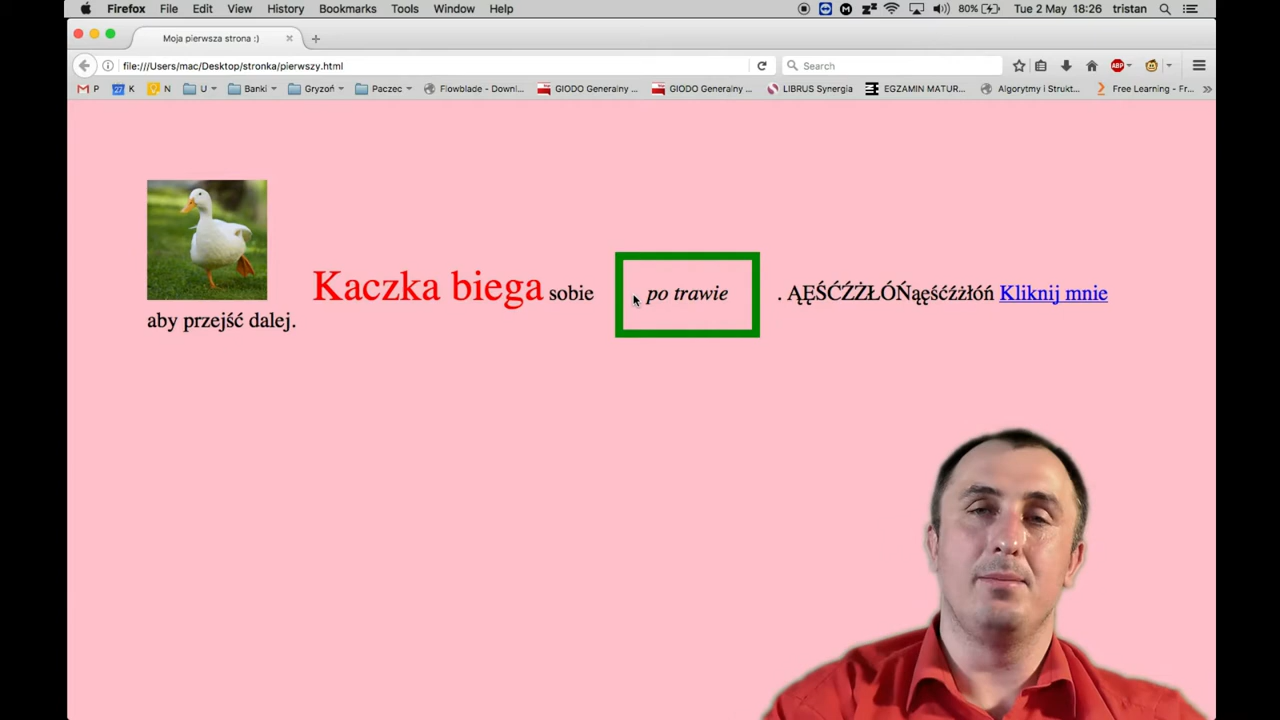 Firefox File Edit View History Bookmarks Tools Window Help 80% Tue 2 May 18:26 tristan
Moja pierwsza strona :)
file:///Users/mac/Desktop/stronka/pierwszy.html Search ABP
P 27 K N U Banki Gryzoń Paczec Flowblade - Downl... GIODO Generalny ... GIODO Generalny ... LIBRUS Synergia EGZAMIN MATUR... Algorytmy i Strukt... Free Learning - Fr...
Kaczka biega sobie po trawie . ĄĘŚĆŹŻŁÓŃąęśćźżłóń Kliknij mnie
aby przejść dalej.